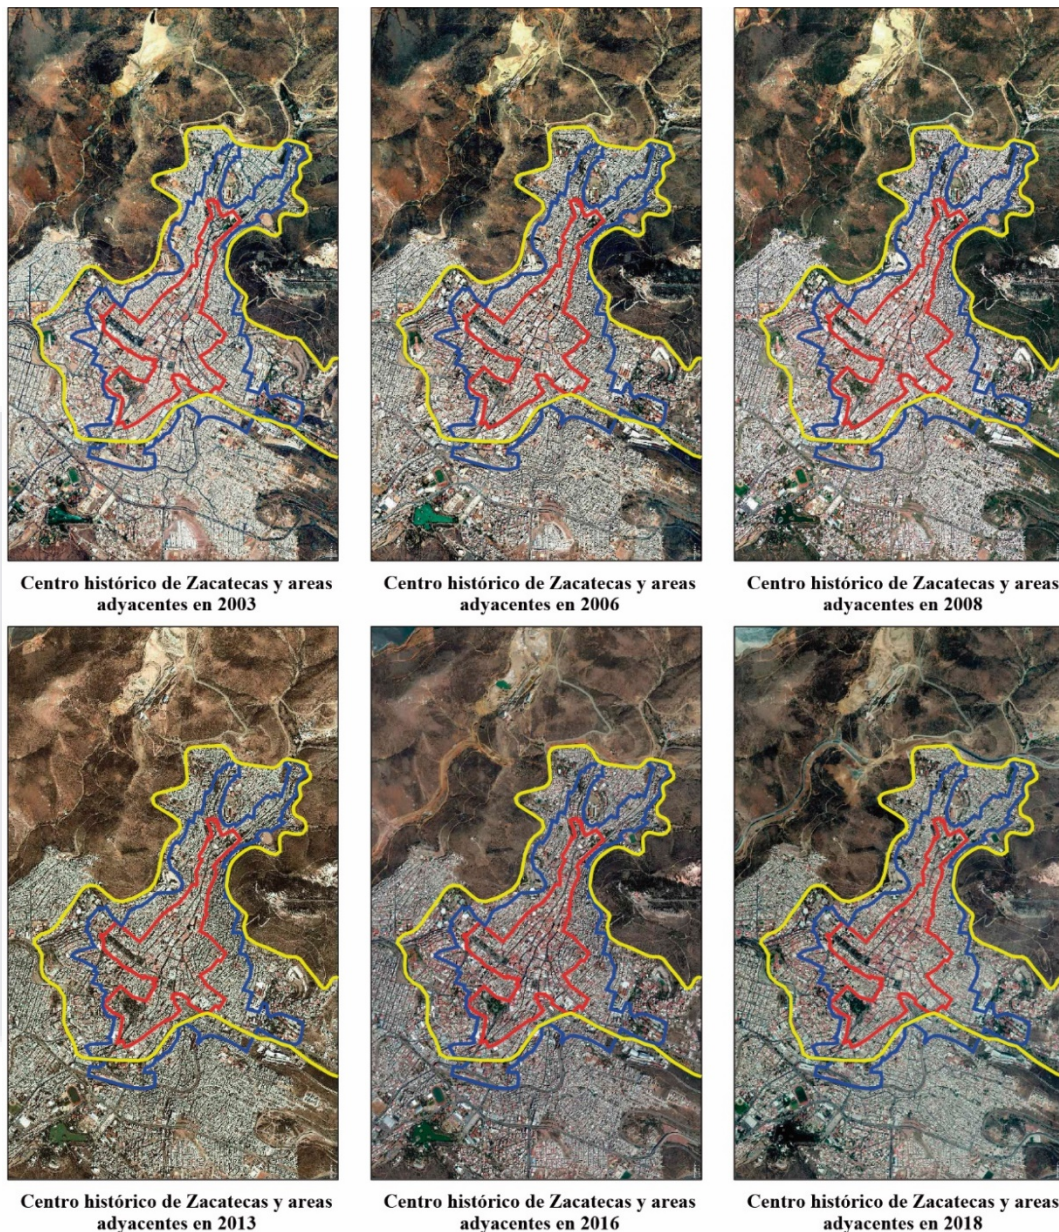 Centro histórico de Zacatecas y areas
adyacentes en 2003
Centro histórico de Zacatecas y areas
adyacentes en 2006
Centro histórico de Zacatecas y areas
adyacentes en 2008
Centro histórico de Zacatecas y areas
adyacentes en 2013
Centro histórico de Zacatecas y areas
adyacentes en 2016
Centro histórico de Zacatecas y areas
adyacentes en 2018